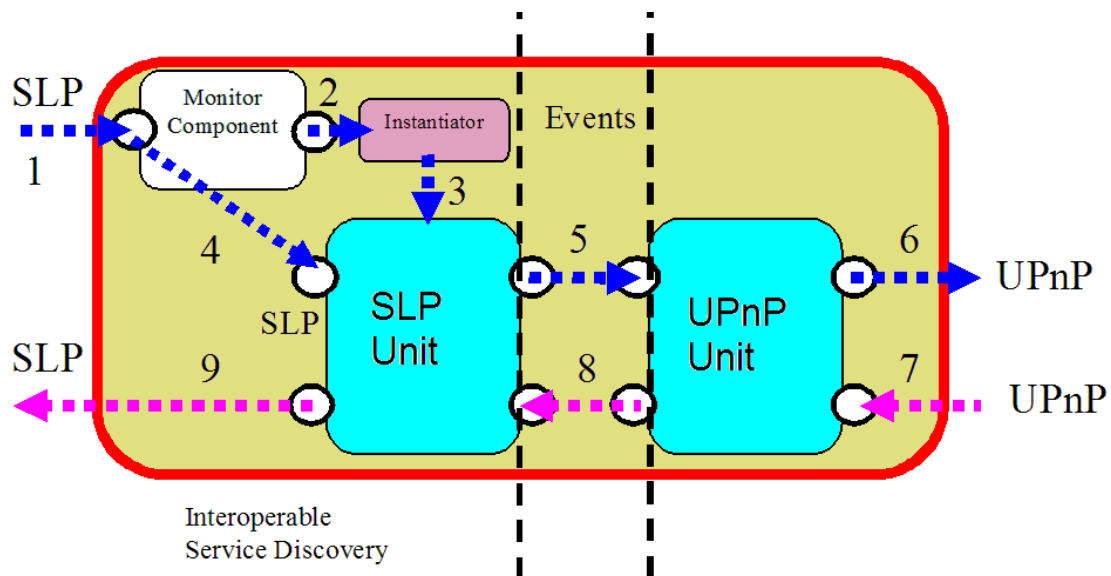 SLP
1
Monitor
Component
2
Instantiator
3
Events
4
SLP
SLP
Unit
5
UPnP
Unit
6
UPnP
SLP
9
8
7
UPnP
Interoperable
Service Discovery